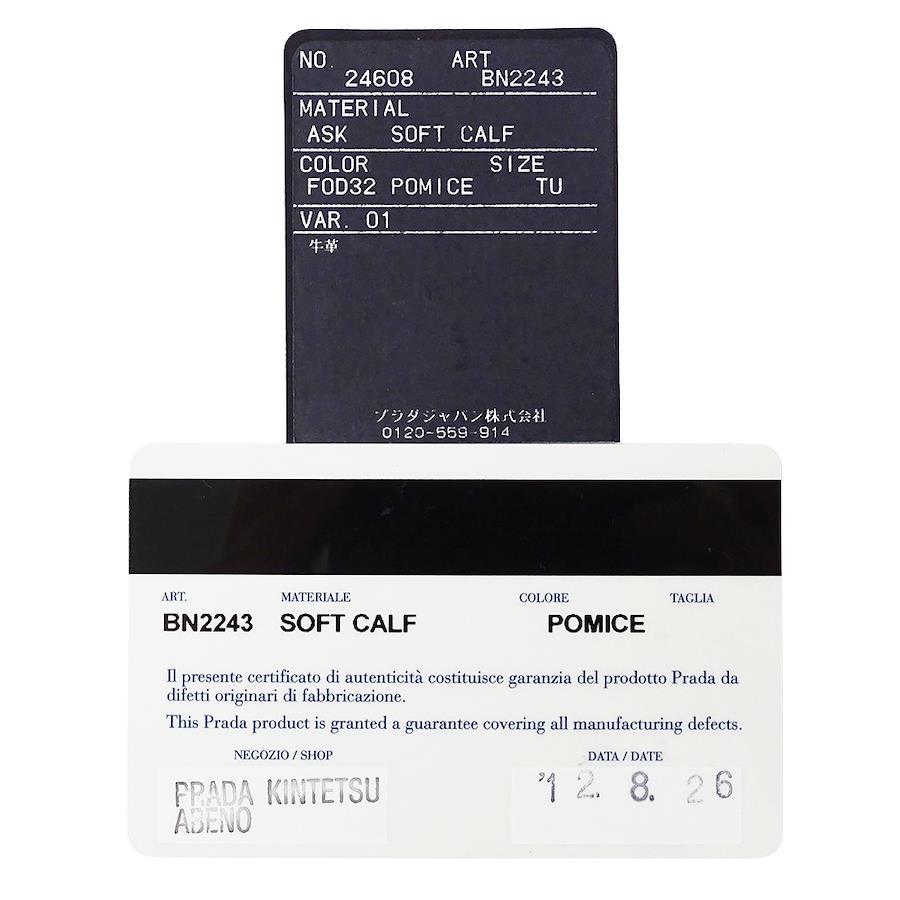 NO. ART
24608 BN2243
MATERIAL
ASK SOFT CALF
COLOR SIZE
FOD32 POMICE TU
VAR. 01
牛革
プラダジャパン株式会社
0120-559-914
ART. MATERIALE COLORE TAGLIA
BN2243 SOFT CALF POMICE
Il presente certificato di autenticità costituisce garanzia del prodotto Prada da
difetti originari di fabbricazione.
This Prada product is granted a guarantee covering all manufacturing defects.
NEGOZIO / SHOP DATA / DATE
PRADA KINTETSU '12. 8. 26
ABENO